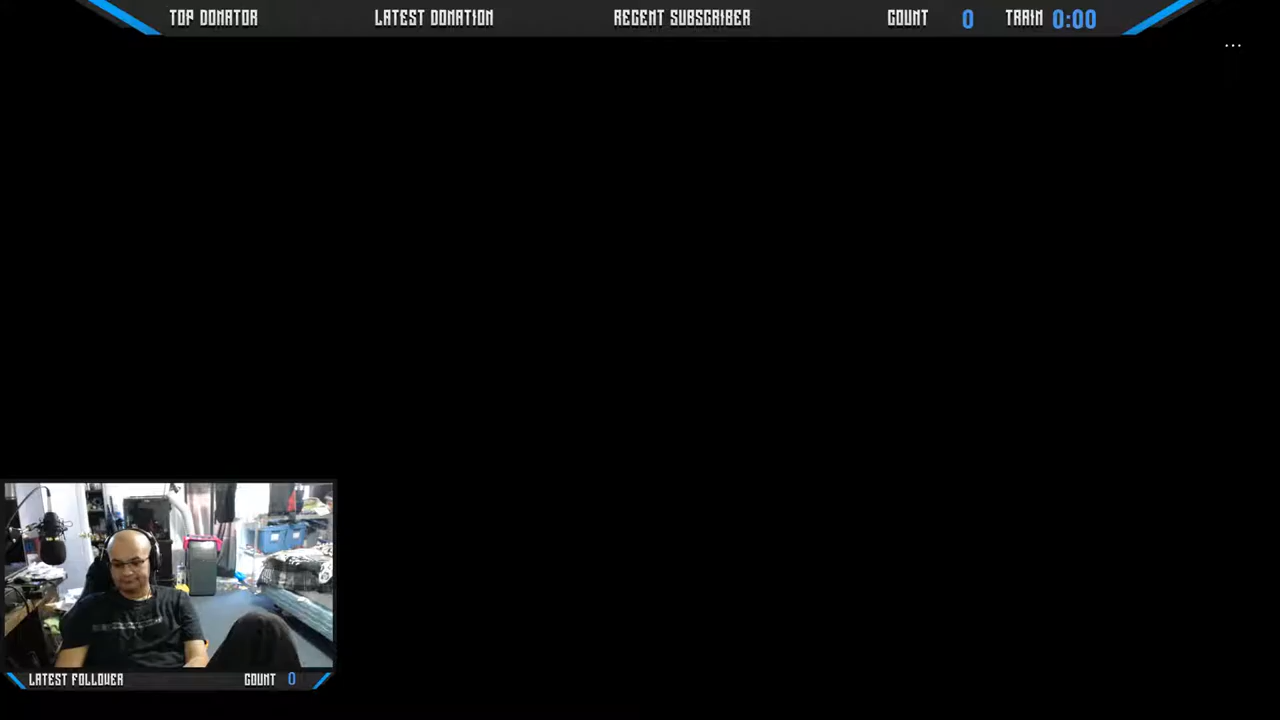 TOP DONATOR LATEST DONATION RECENT SUBSCRIBER COUNT 0 TRAIN 0:00
...
LATEST FOLLOWER COUNT 0